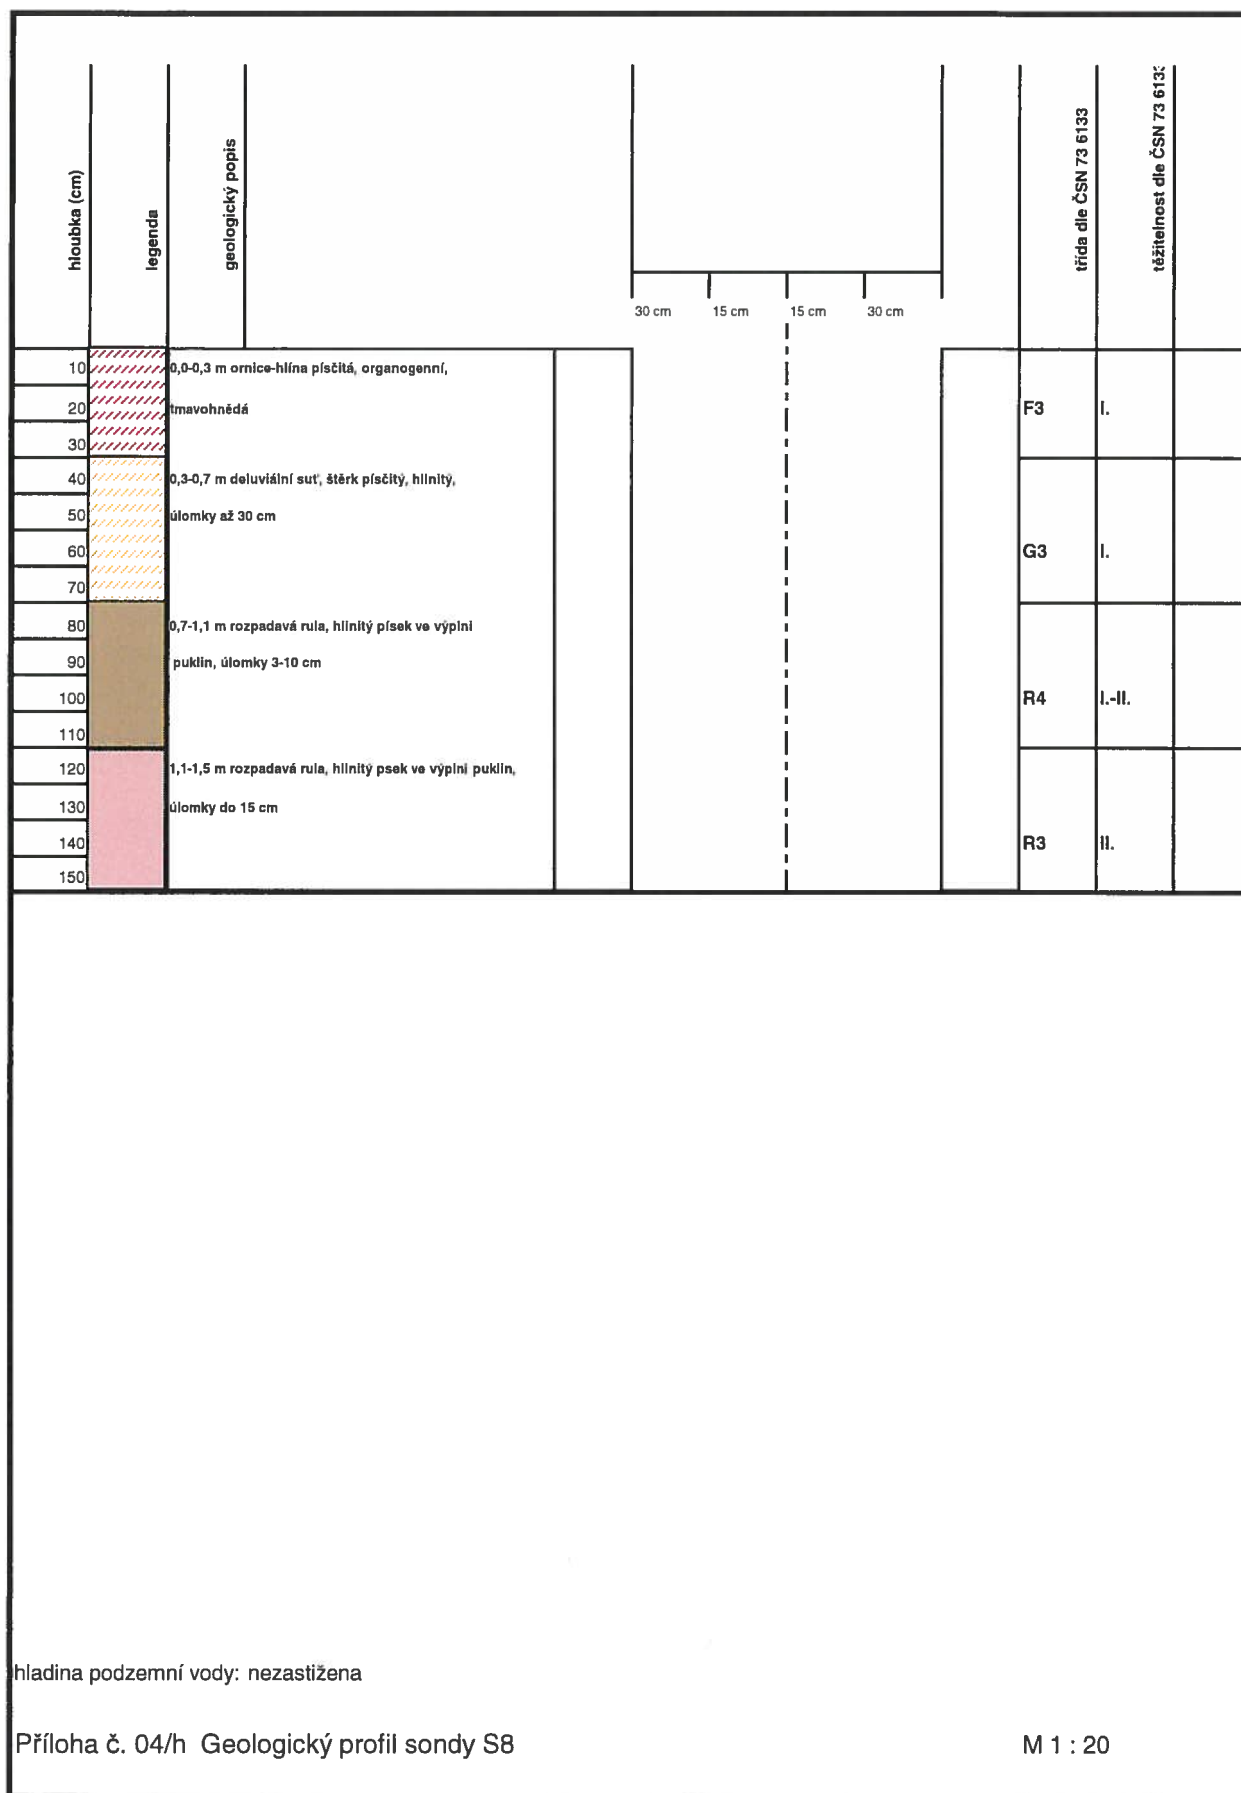 hloubka (cm)
legenda
geologický popis
třída dle ČSN 73 6133
těžitelnost dle ČSN 73 6133
30 cm 15 cm 15 cm 30 cm
10 0,0-0,3 m ornice-hlína písčitá, organogenní,
20 tmavohnědá F3 I.
30
40 0,3-0,7 m deluviální suť, štěrk písčitý, hlinitý,
50 úlomky až 30 cm
60 G3 I.
70
80 0,7-1,1 m rozpadavá rula, hlinitý písek ve výplni
90 puklin, úlomky 3-10 cm
100 R4 I.-II.
110
120 1,1-1,5 m rozpadavá rula, hlinitý psek ve výplni puklin,
130 úlomky do 15 cm
140 R3 II.
150
hladina podzemní vody: nezastižena
Příloha č. 04/h Geologický profil sondy S8 M 1 : 20